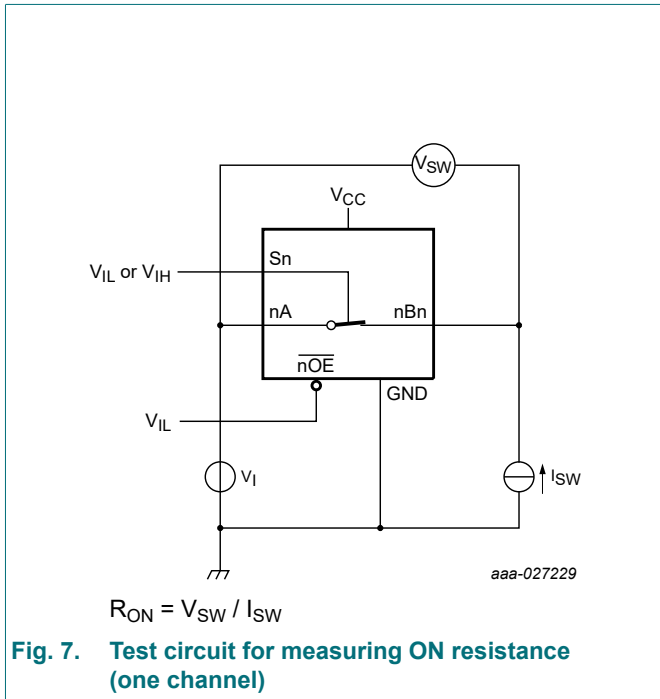 VSW
VCC
Sn
VIL or VIH
nA
nBn
nOE
GND
VIL
VI
ISW
aaa-027229
RON = VSW / ISW
Fig. 7. Test circuit for measuring ON resistance
(one channel)